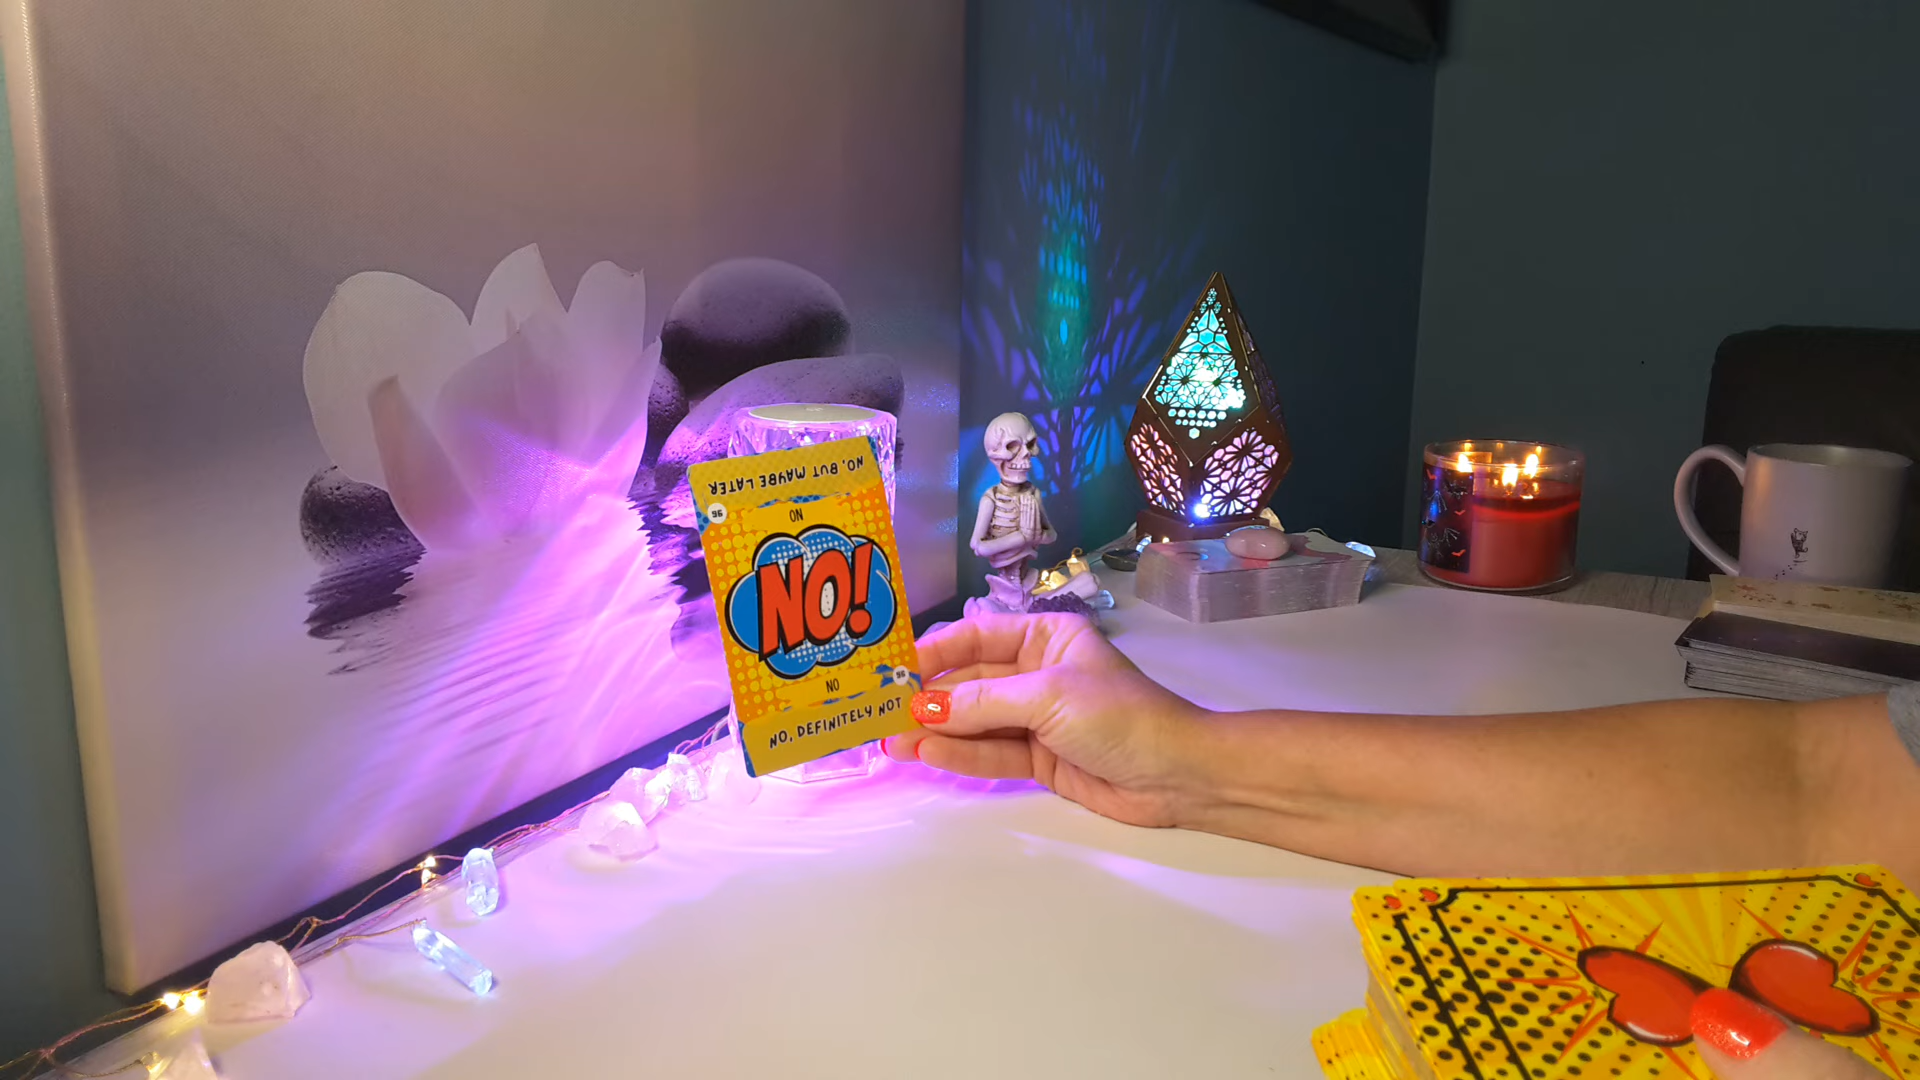 NO, BUT MAYBE LATER
96
NO
NO!
NO
96
NO, DEFINITELY NOT